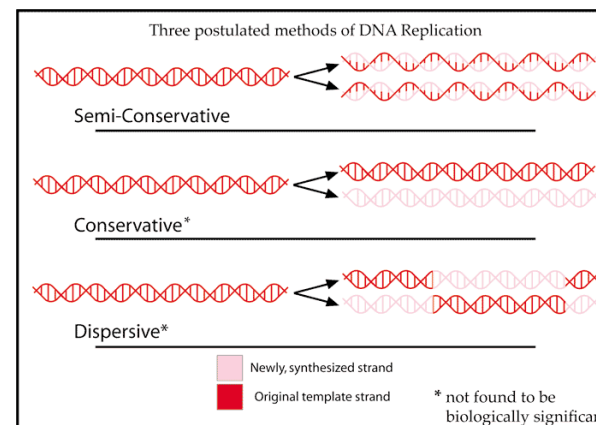 Three postulated methods of DNA Replication
Semi-Conservative
Conservative*
Dispersive*
Newly, synthesized strand
Original template strand
* not found to be
biologically